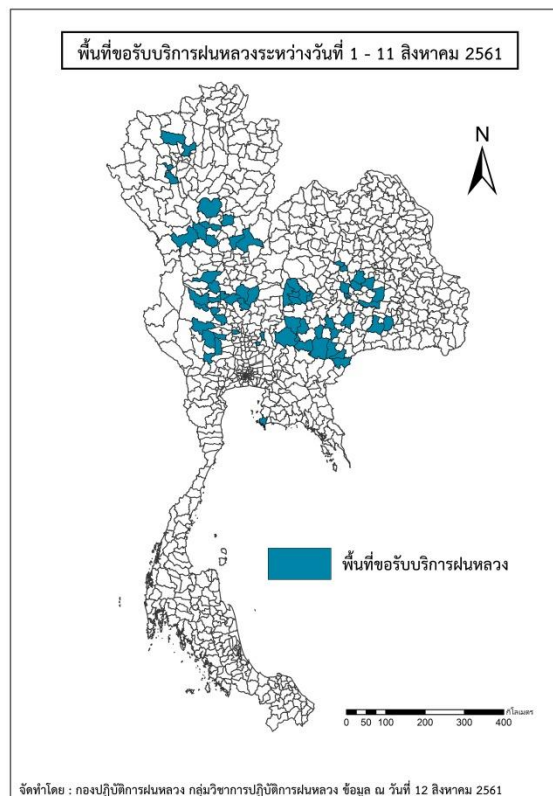 พื้นที่ขอรับบริการฝนหลวงระหว่างวันที่ 1 - 11 สิงหาคม 2561
N
พื้นที่ขอรับบริการฝนหลวง
กิโลเมตร
0 50 100 200 300 400
จัดทำโดย : กองปฏิบัติการฝนหลวง กลุ่มวิชาการปฏิบัติการฝนหลวง ข้อมูล ณ วันที่ 12 สิงหาคม 2561